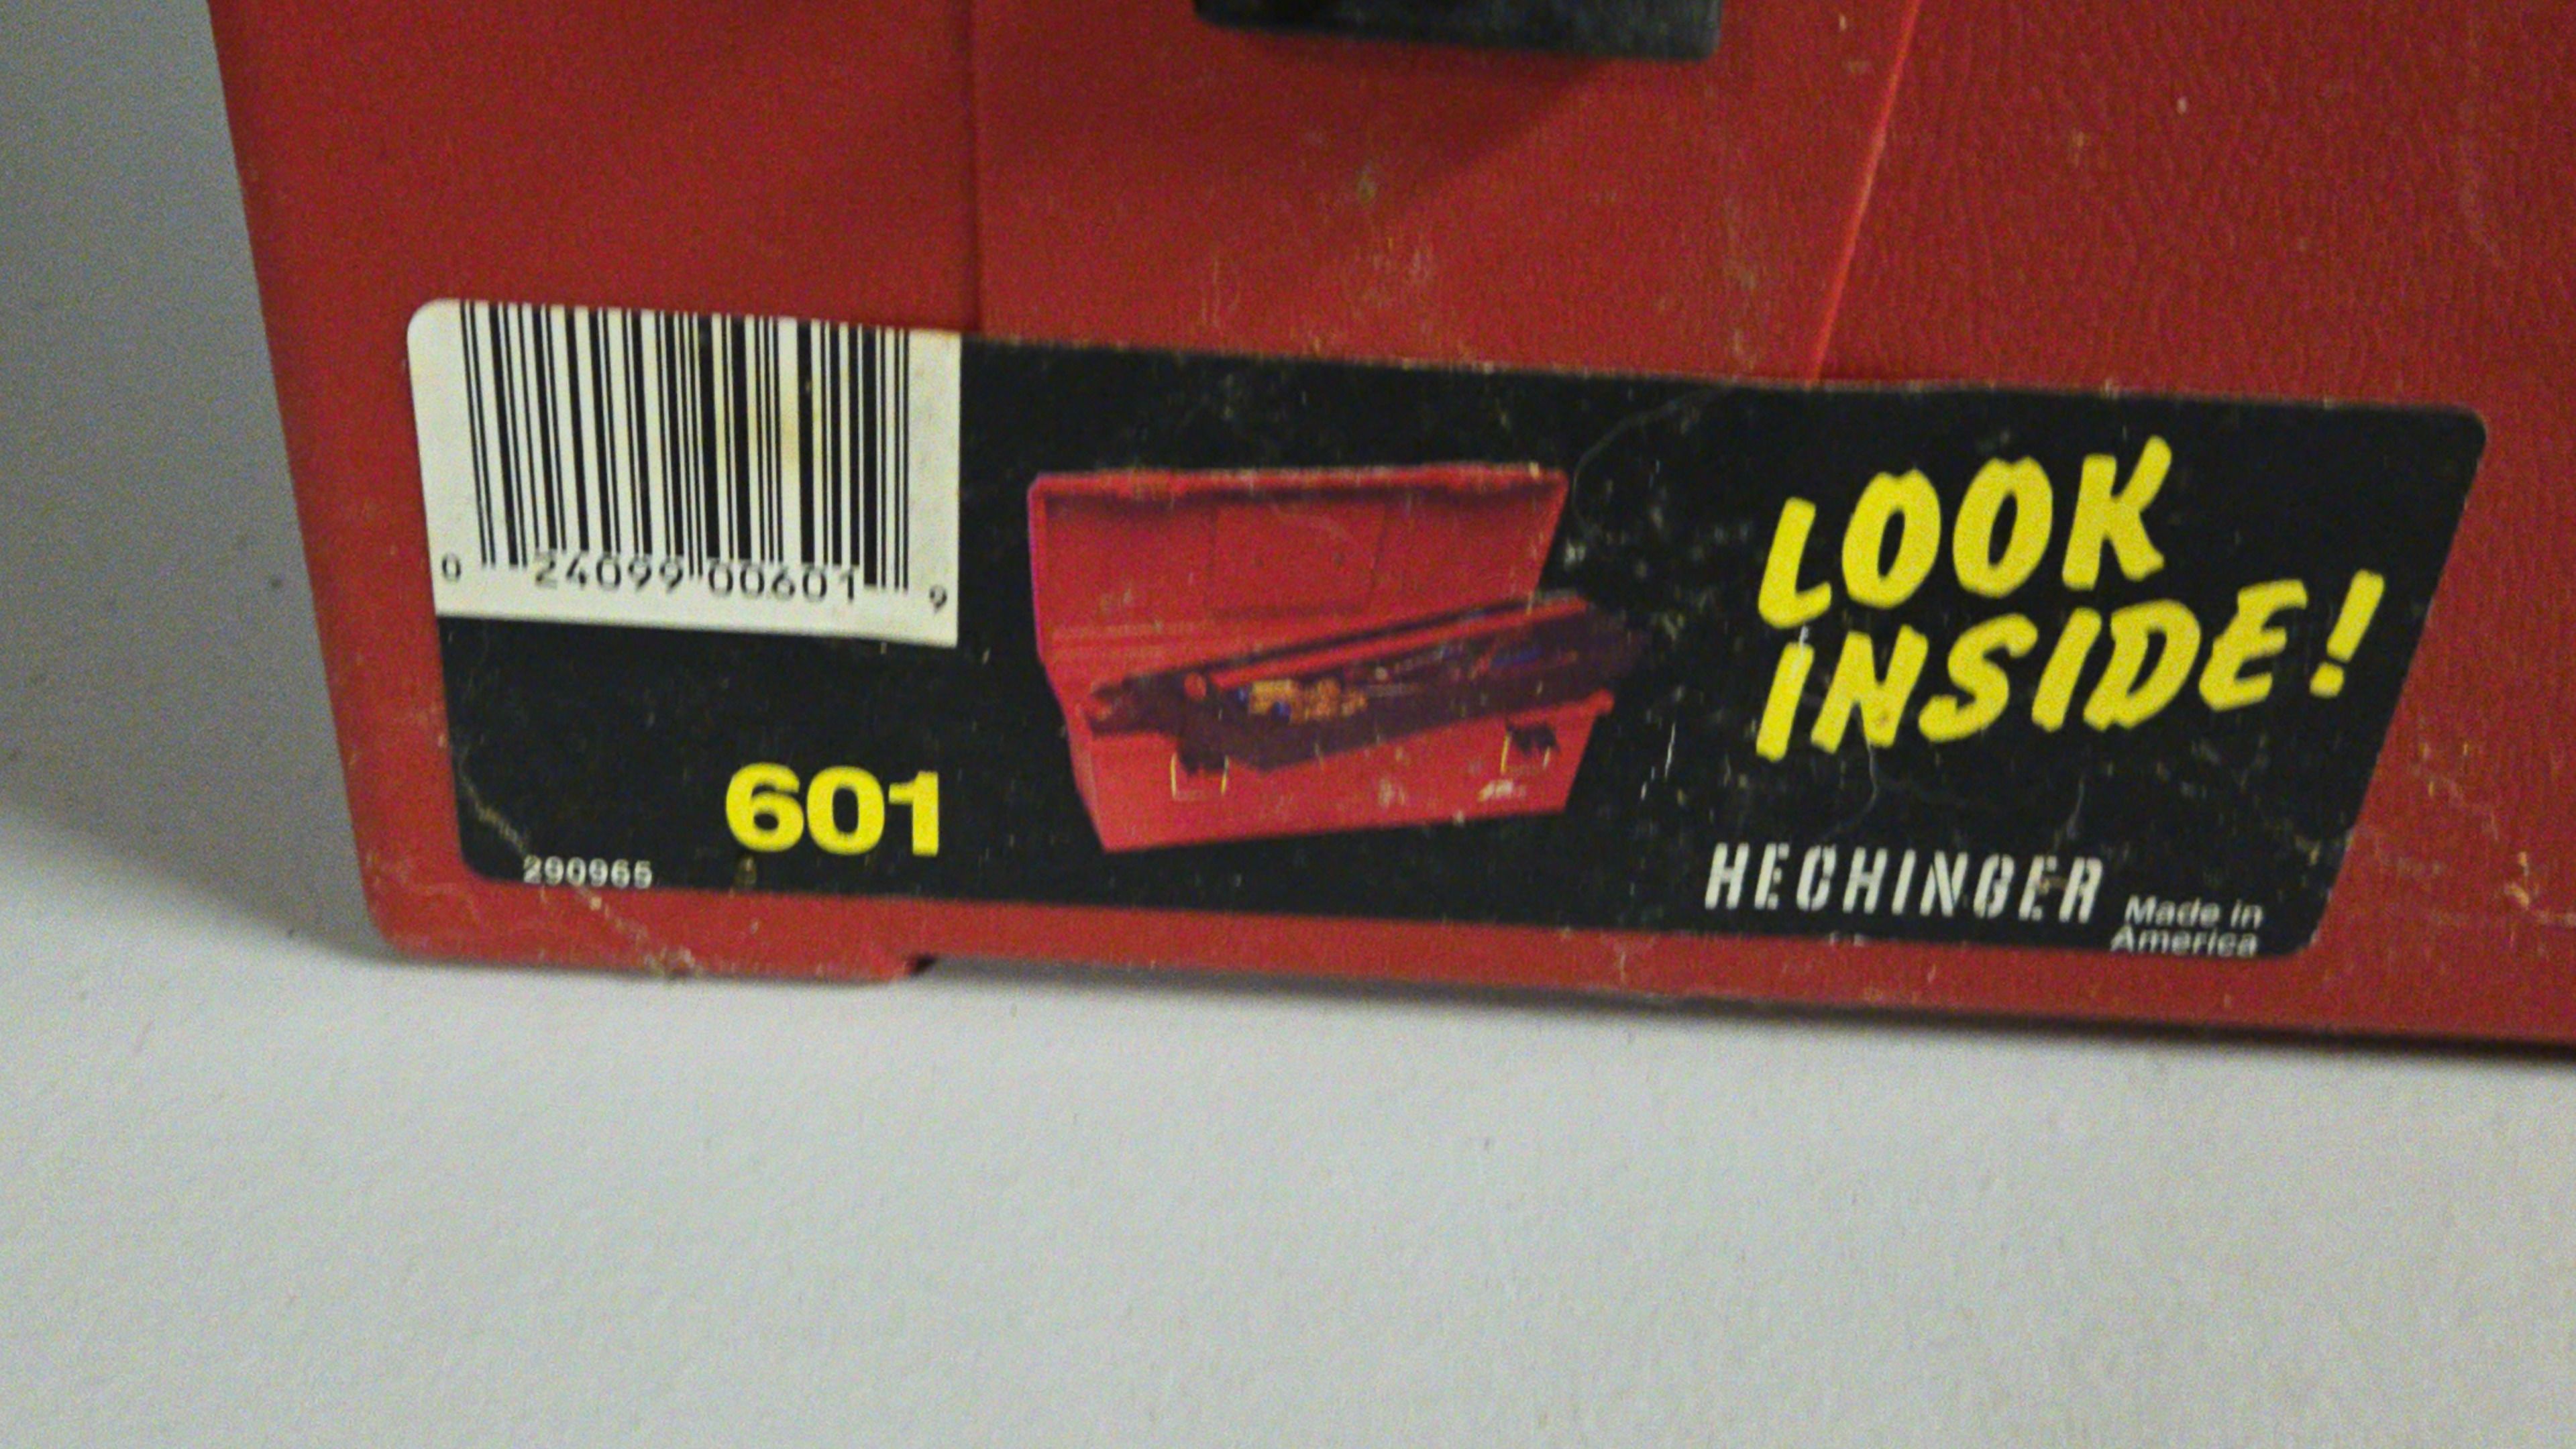 0 24099 00601 9
601
290965
LOOK
INSIDE!
HECHINGER
Made in
America